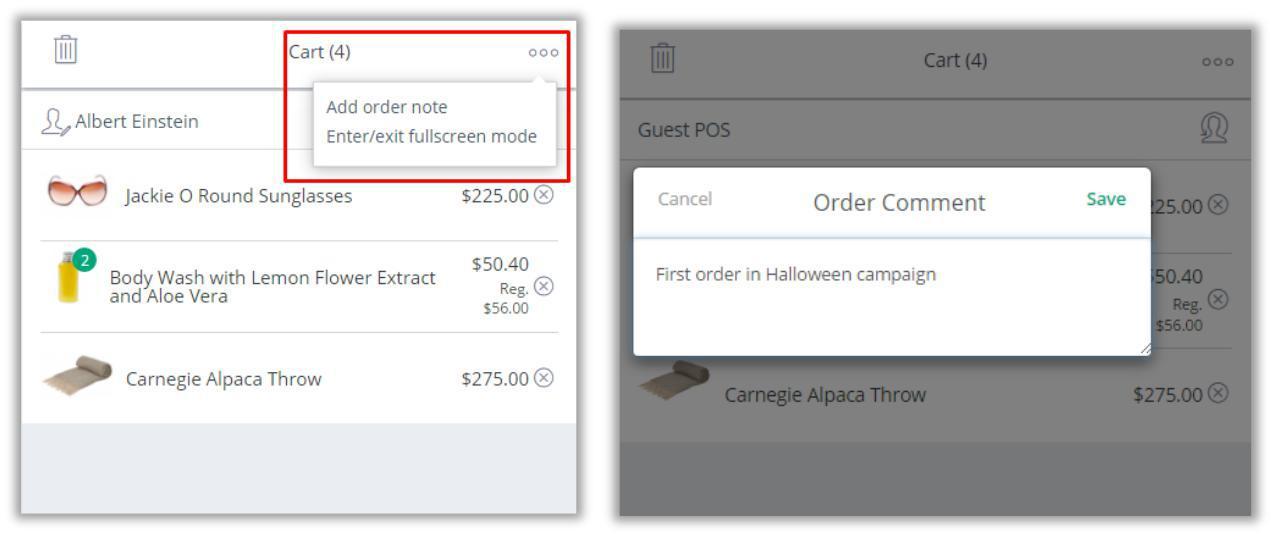 Cart (4)
Add order note
Enter/exit fullscreen mode
Albert Einstein
Jackie O Round Sunglasses
$225.00
2
Body Wash with Lemon Flower Extract
and Aloe Vera
$50.40
Reg.
$56.00
Carnegie Alpaca Throw
$275.00
Cart (4)
Guest POS
Cancel
Order Comment
Save
25.00
First order in Halloween campaign
50.40
Reg.
$56.00
Carnegie Alpaca Throw
$275.00